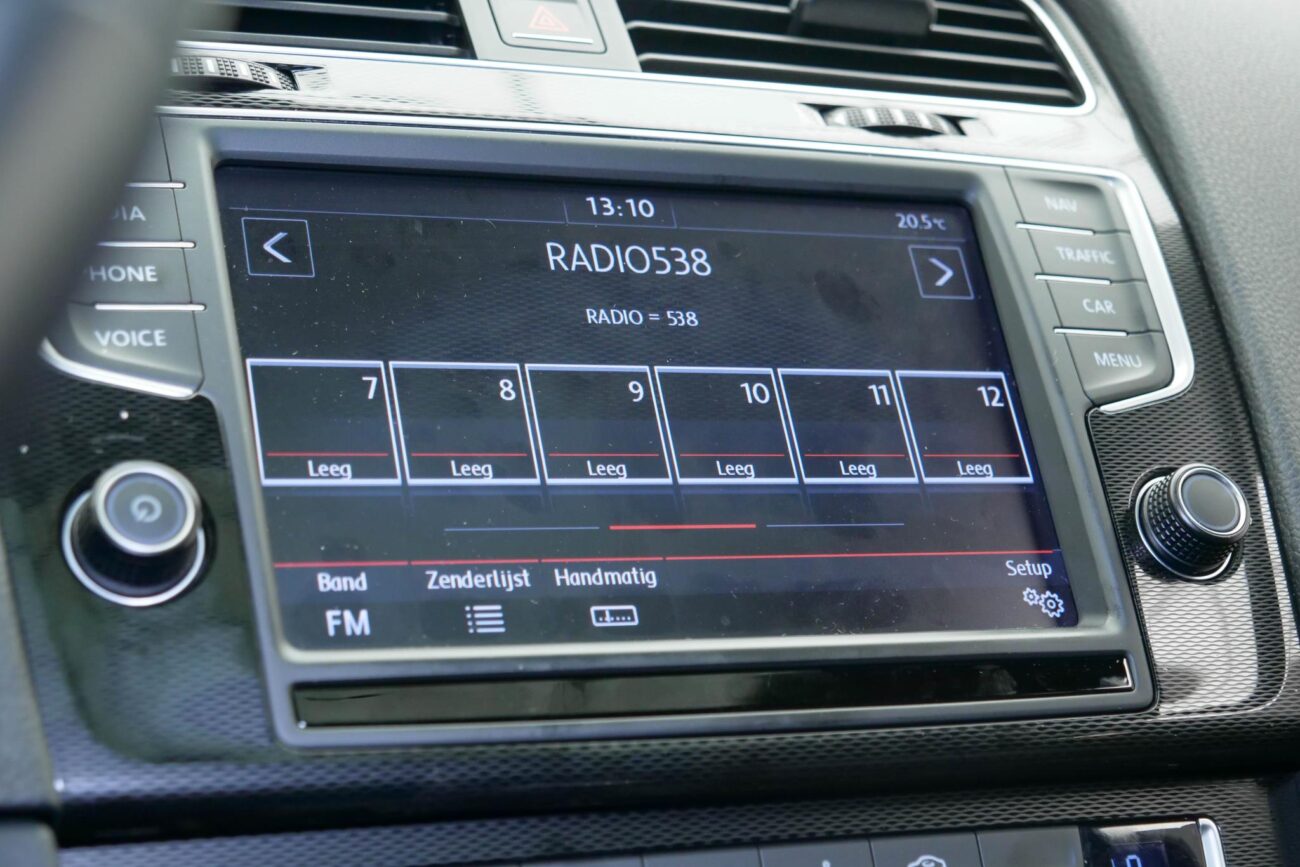 13:10
20.5°C
RADIO538
RADIO = 538
NAV
TRAFFIC
CAR
MENU
PHONE
VOICE
7 8 9 10 11 12
Leeg Leeg Leeg Leeg Leeg Leeg
Band Zenderlijst Handmatig Setup
FM